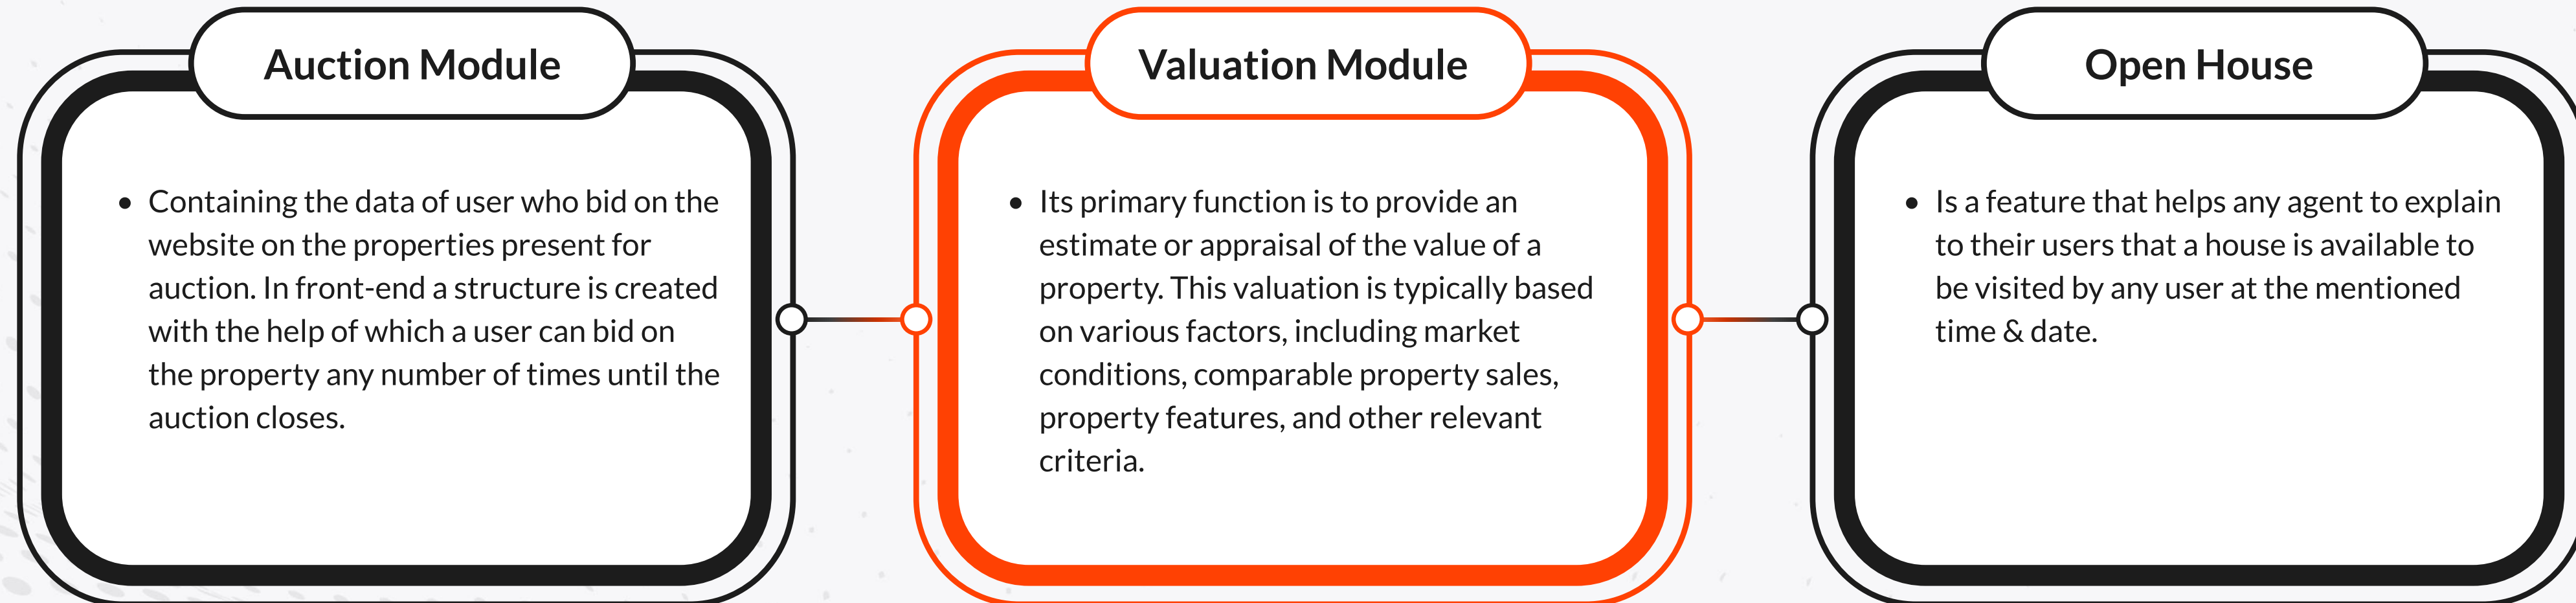 Auction Module
• Containing the data of user who bid on the
website on the properties present for
auction. In front-end a structure is created
with the help of which a user can bid on
the property any number of times until the
auction closes.
Valuation Module
• Its primary function is to provide an
estimate or appraisal of the value of a
property. This valuation is typically based
on various factors, including market
conditions, comparable property sales,
property features, and other relevant
criteria.
Open House
• Is a feature that helps any agent to explain
to their users that a house is available to
be visited by any user at the mentioned
time & date.